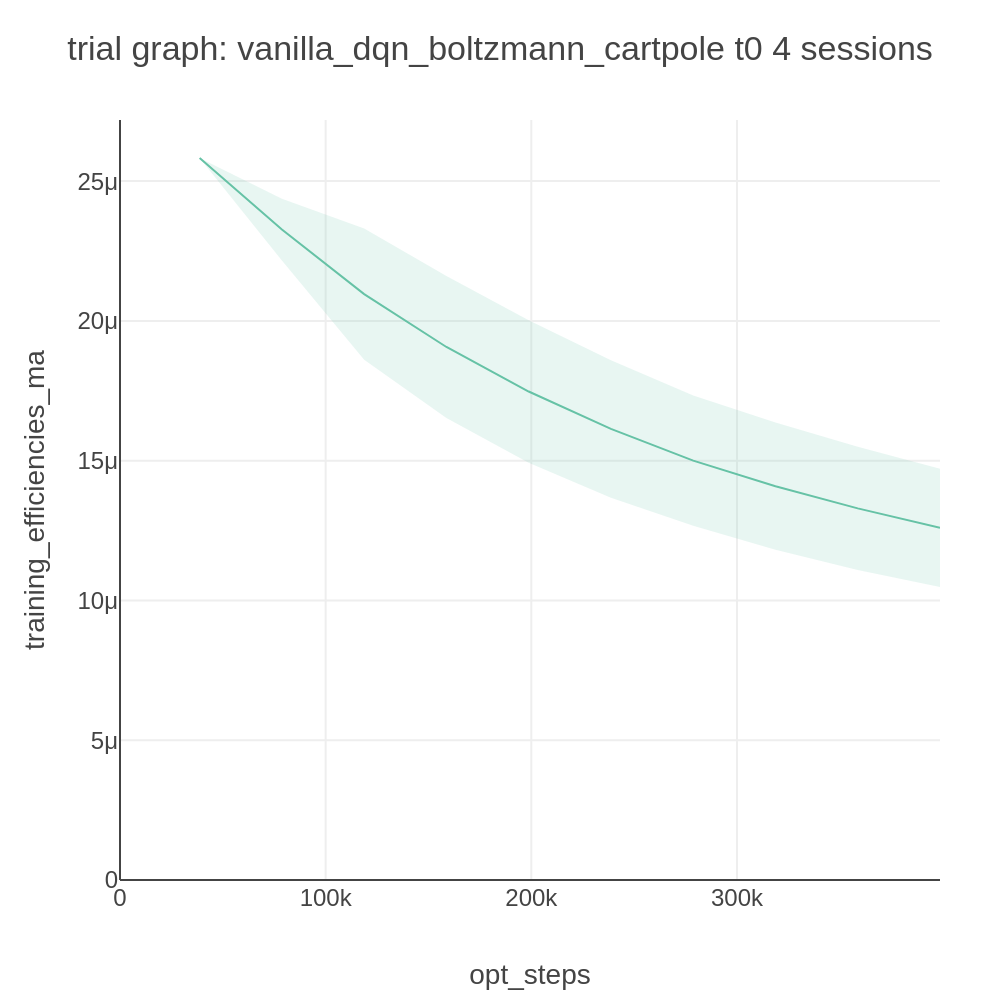 trial graph: vanilla_dqn_boltzmann_cartpole t0 4 sessions
training_efficiencies_ma
25μ
20μ
15μ
10μ
5μ
0
0
100k
200k
300k
opt_steps